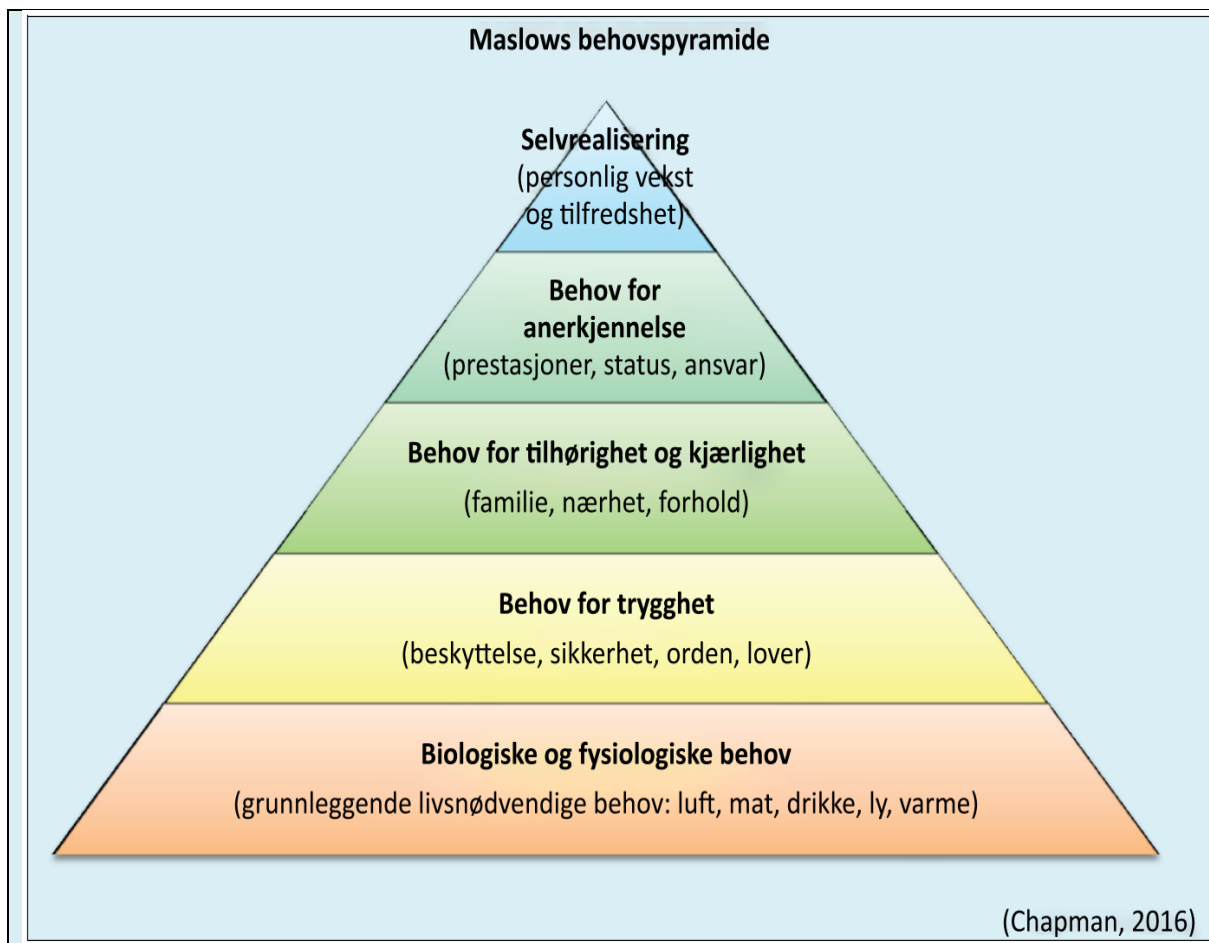 Maslows behovspyramide
Selvrealisering
(personlig vekst
og tilfredshet)
Behov for
anerkjennelse
(prestasjoner, status, ansvar)
Behov for tilhørighet og kjærlighet
(familie, nærhet, forhold)
Behov for trygghet
(beskyttelse, sikkerhet, orden, lover)
Biologiske og fysiologiske behov
(grunnleggende livsnødvendige behov: luft, mat, drikke, ly, varme)
(Chapman, 2016)